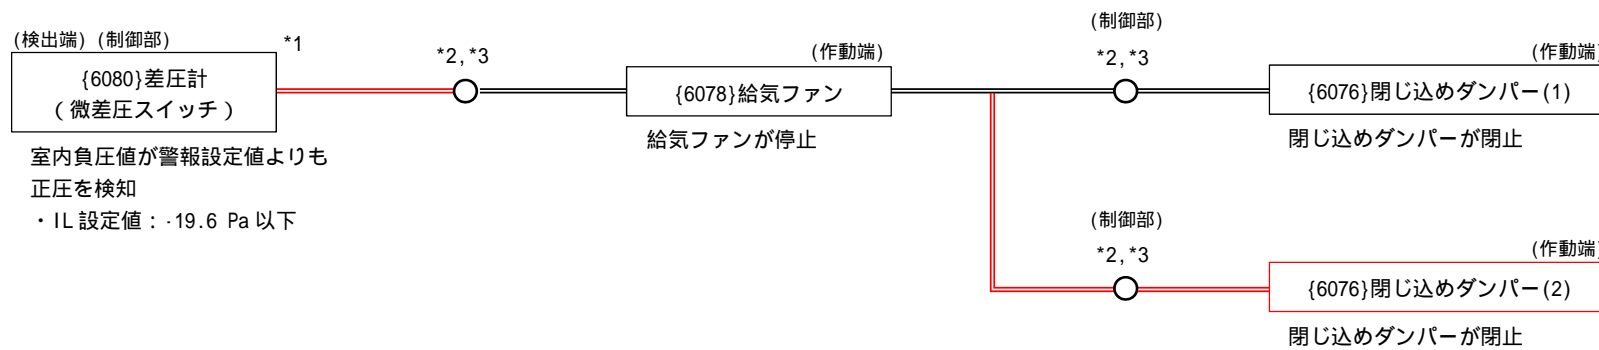 (検出端) (制御部)
*1
{6080}差圧計
(微差圧スイッチ)
室内負圧値が警報設定値よりも
正圧を検知
・IL設定値:-19.6 Pa以下
*2,*3
(作動端)
{6078}給気ファン
給気ファンが停止
(制御部)
*2,*3
(作動端)
{6076}閉じ込めダンパー(1)
閉じ込めダンパーが閉止
(制御部)
*2,*3
(作動端)
{6076}閉じ込めダンパー(2)
閉じ込めダンパーが閉止